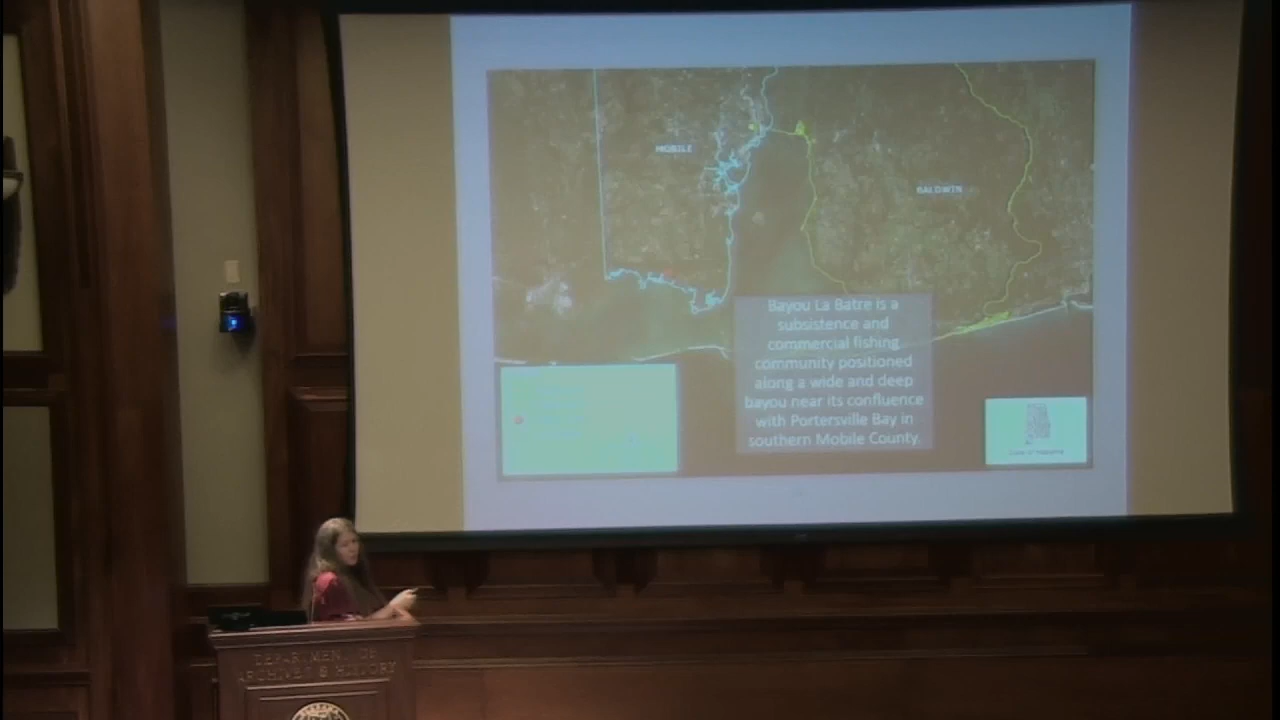 MOBILE
BALDWIN
Bayou La Batre is a
subsistence and
commercial fishing
community positioned
along a wide and deep
bayou near its confluence
with Portersville Bay in
southern Mobile County.
DEPARTMENT OF
ARCHIVES & HISTORY